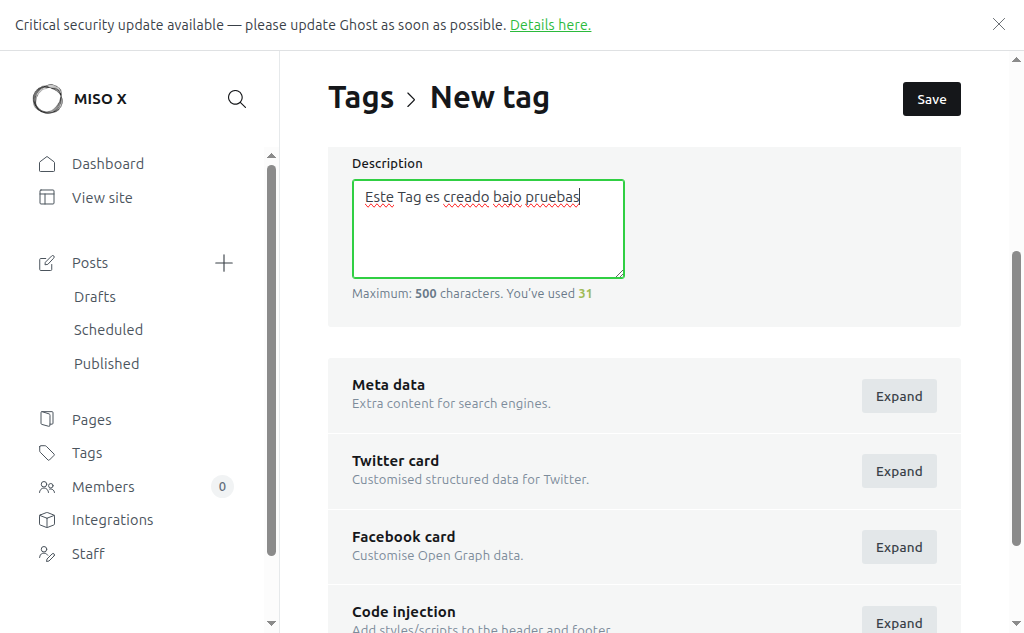 Critical security update available — please update Ghost as soon as possible. Details here.
MISO X
Tags > New tag
Save
Dashboard
View site
Posts
Drafts
Scheduled
Published
Pages
Tags
Members 0
Integrations
Staff
Description
Este Tag es creado bajo pruebas
Maximum: 500 characters. You've used 31
Meta data
Extra content for search engines.
Expand
Twitter card
Customised structured data for Twitter.
Expand
Facebook card
Customise Open Graph data.
Expand
Code injection
Add styles/scripts to the header and footer.
Expand